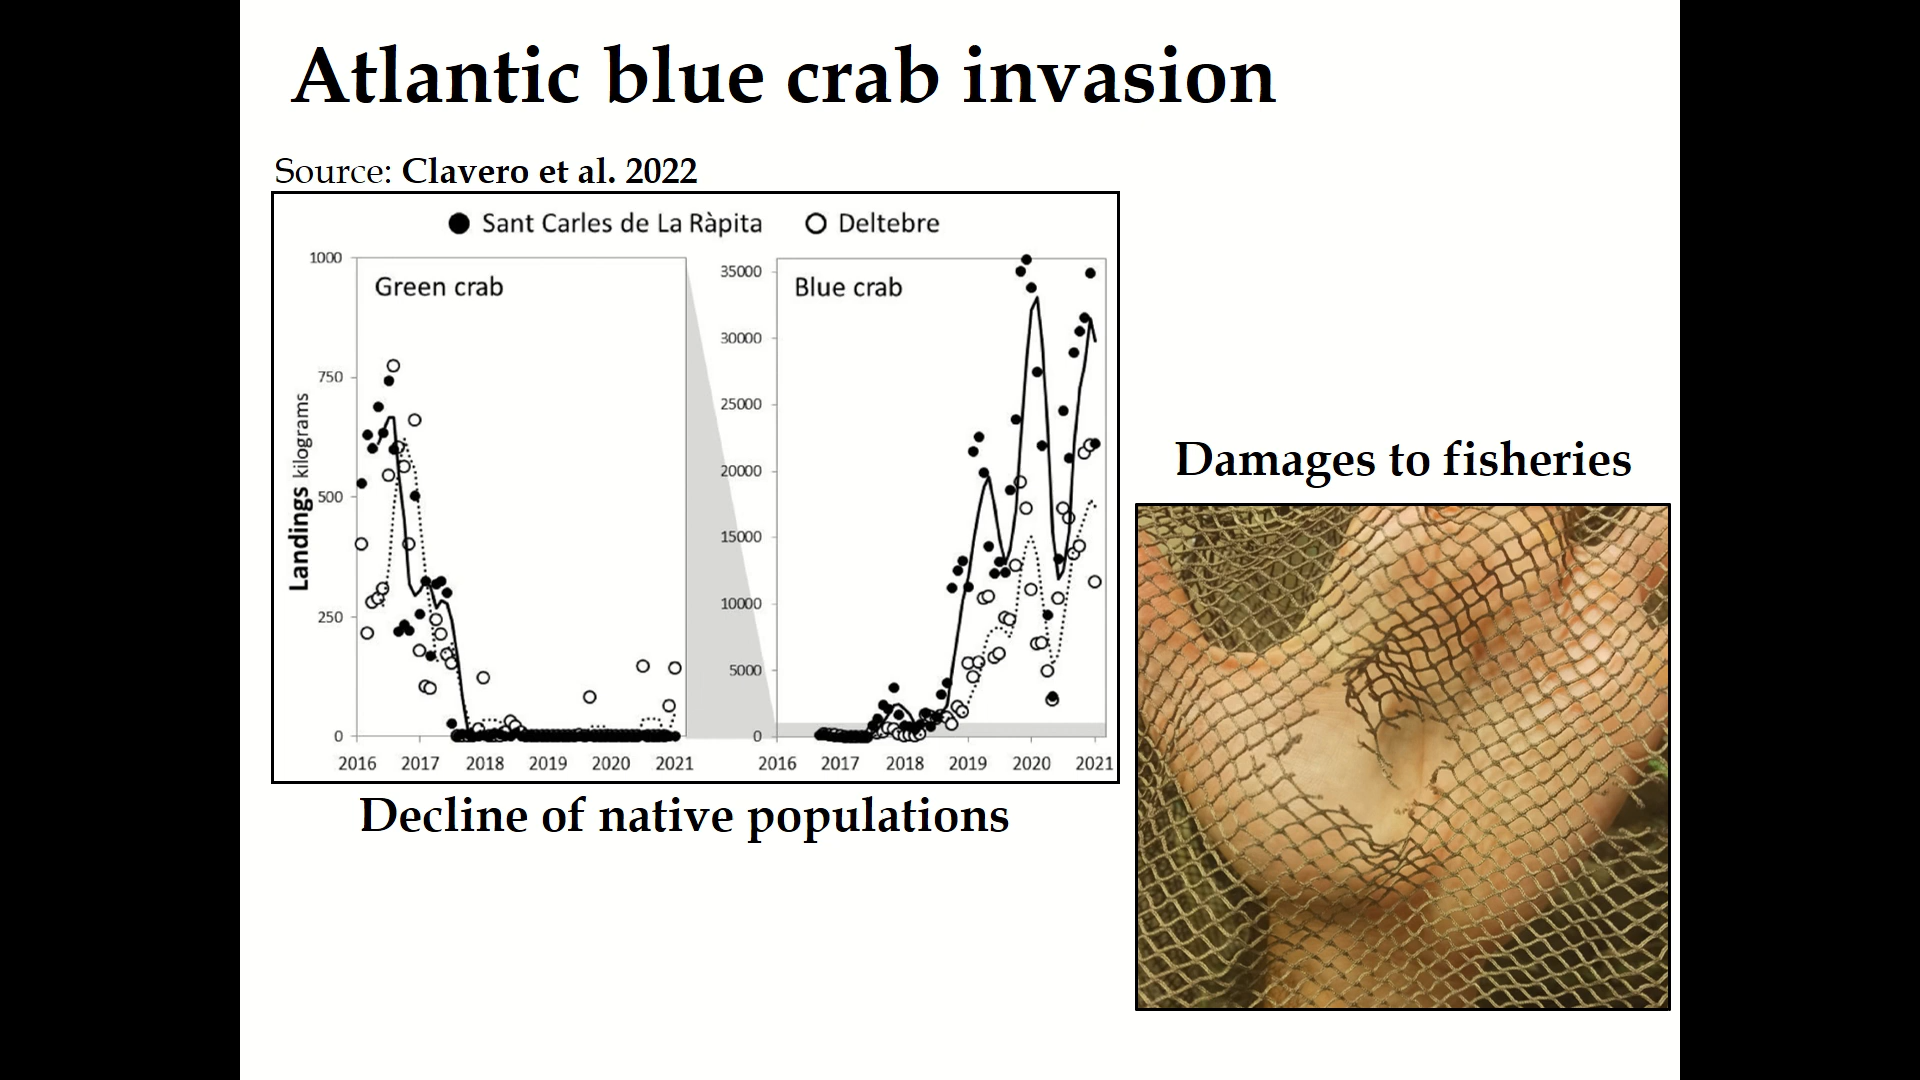 Atlantic blue crab invasion
Source: Clavero et al. 2022
Sant Carles de La Ràpita
Deltebre
Green crab
Landings kilograms
1000
750
500
250
0
2016 2017 2018 2019 2020 2021
Blue crab
35000
30000
25000
20000
15000
10000
5000
0
2016 2017 2018 2019 2020 2021
Decline of native populations
Damages to fisheries